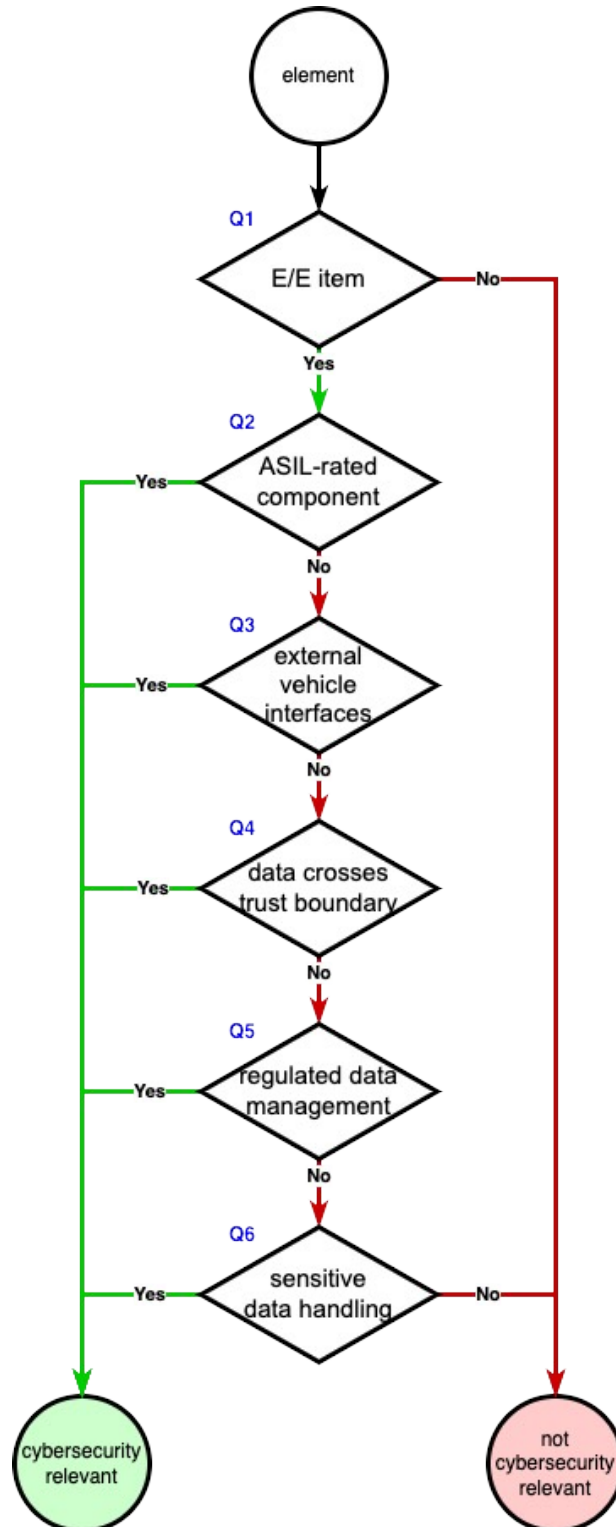 element
Q1
E/E item
No
Yes
Q2
ASIL-rated
component
Yes
No
Q3
external
vehicle
interfaces
Yes
No
Q4
data crosses
trust boundary
Yes
No
Q5
regulated data
management
Yes
No
Q6
sensitive
data handling
Yes
No
cybersecurity
relevant
not
cybersecurity
relevant